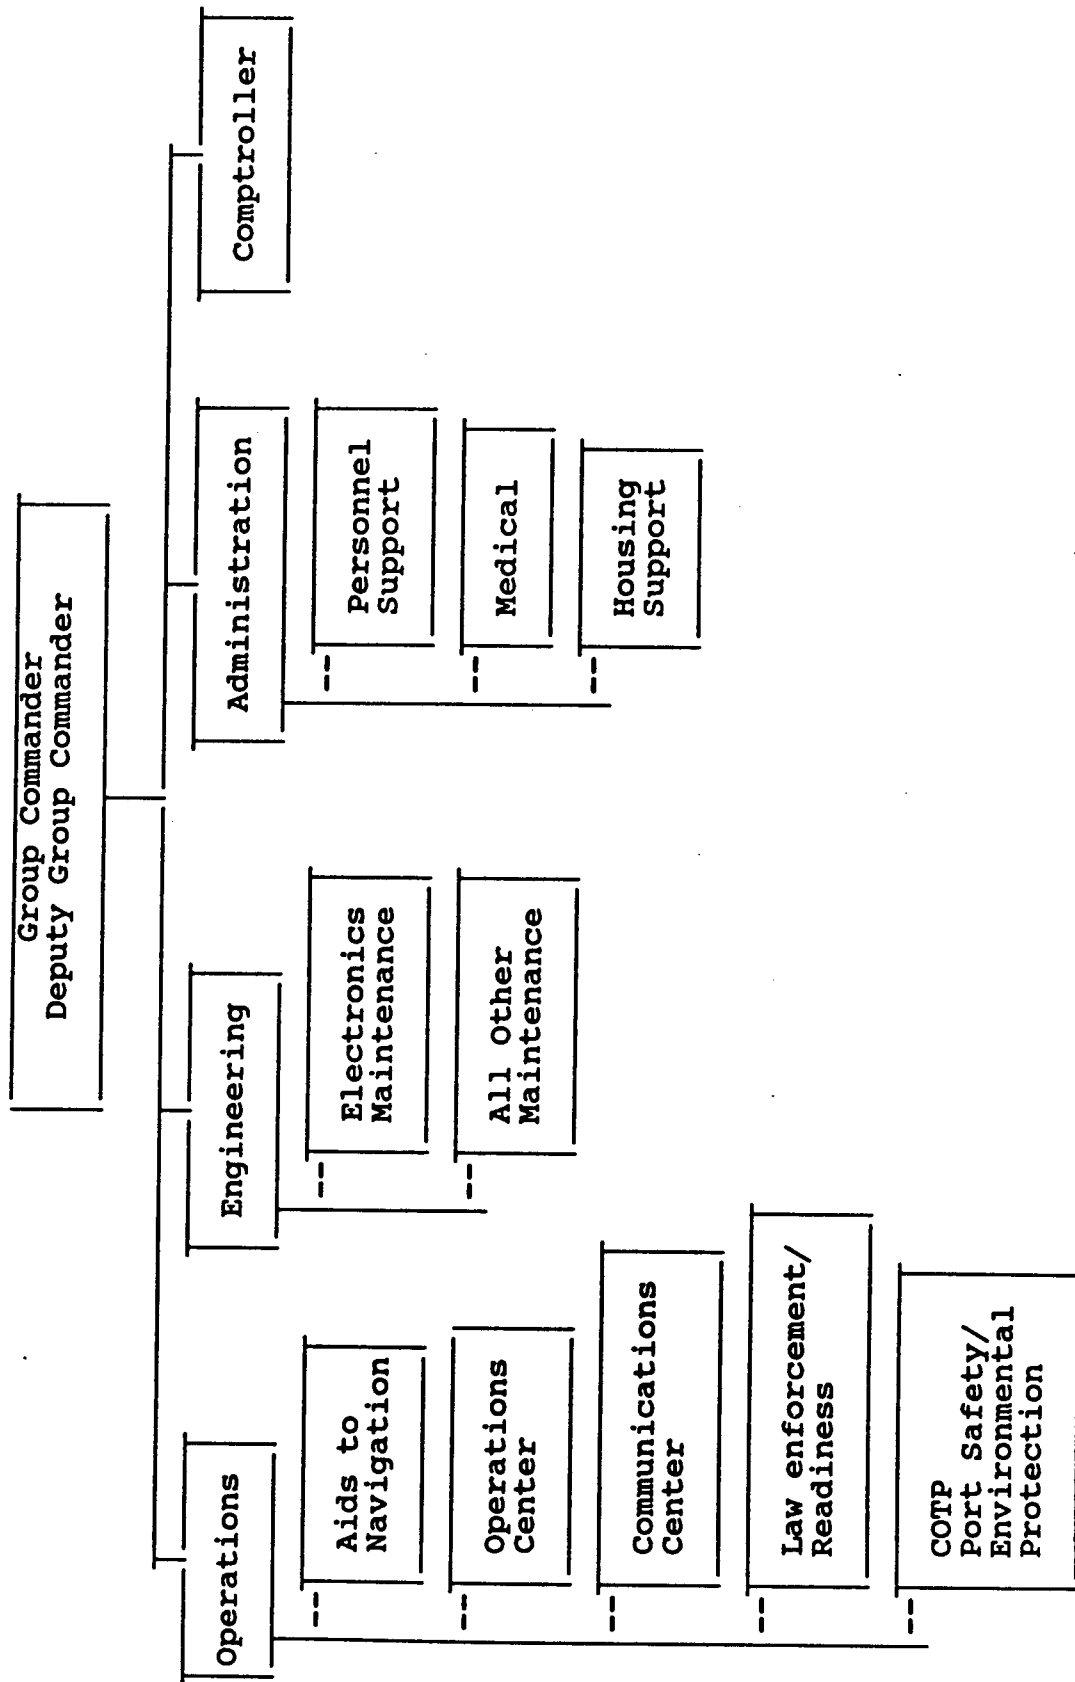 Group Commander
Deputy Group Commander
Operations
Aids to
Navigation
Operations
Center
Communications
Center
Law enforcement/
Readiness
COTP
Port Safety/
Environmental
Protection
Engineering
Electronics
Maintenance
All Other
Maintenance
Administration
Personnel
Support
Medical
Housing
Support
Comptroller